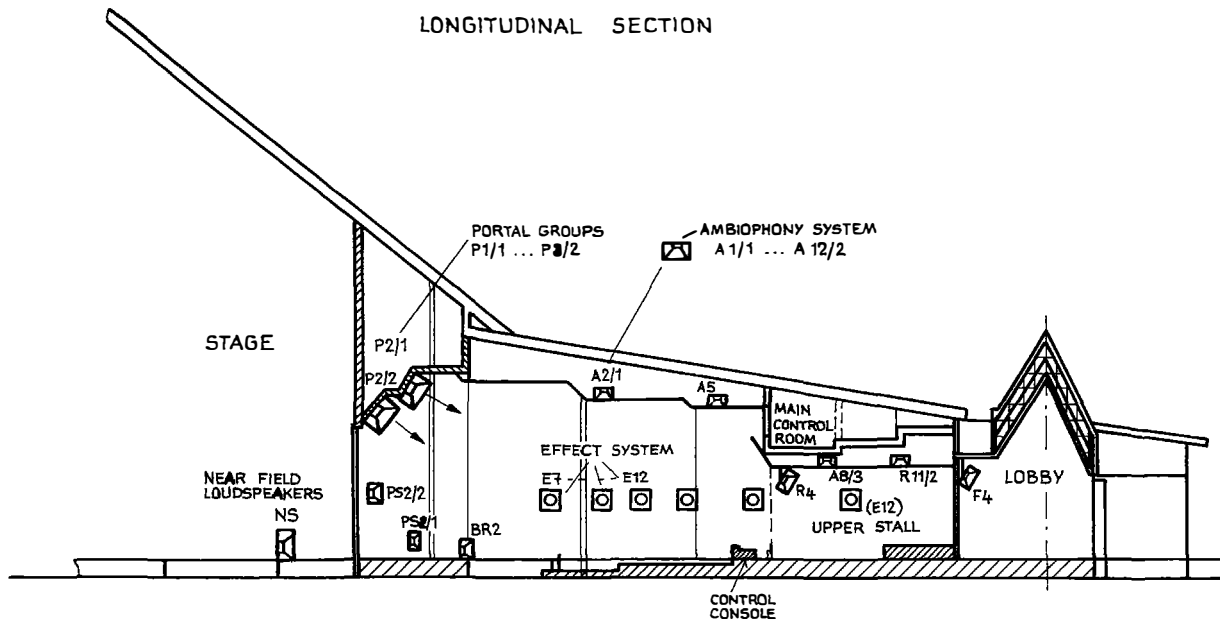 LONGITUDINAL SECTION
PORTAL GROUPS
P1/1 ... P3/2
AMBIOPHONY SYSTEM
A 1/1 ... A 12/2
STAGE
P2/1
P2/2
A2/1
A5
MAIN
CONTROL
ROOM
EFFECT SYSTEM
E7
E12
A8/3
R11/2
R4
F4
LOBBY
NEAR FIELD
LOUDSPEAKERS
NS
PS2/2
PS2/1
BR2
(E12)
UPPER STALL
CONTROL
CONSOLE